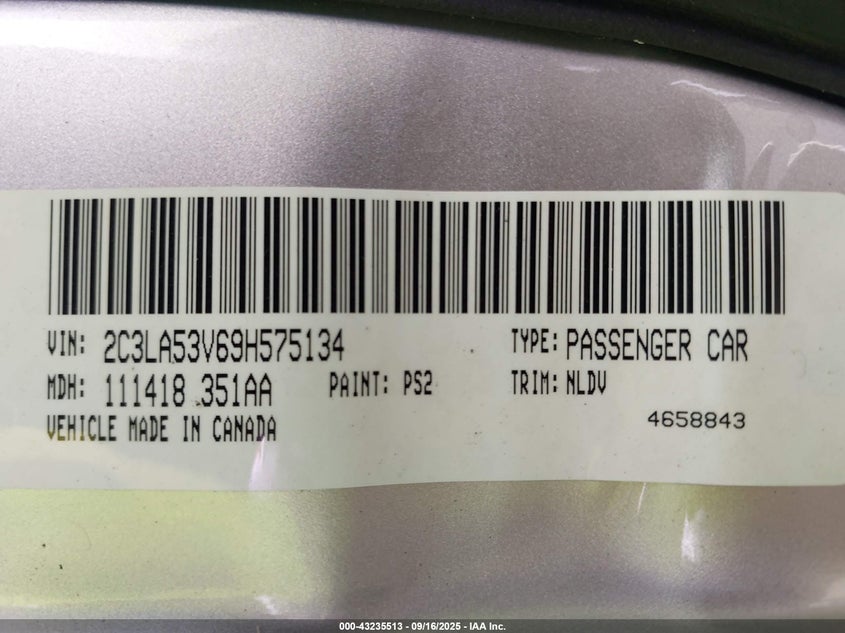 VIN: 2C3LA53V69H575134 TYPE: PASSENGER CAR
MDH: 111418 351AA PAINT: PS2 TRIM: NLDV
VEHICLE MADE IN CANADA 4658843
000-43235513 - 09/16/2025 - IAA Inc.